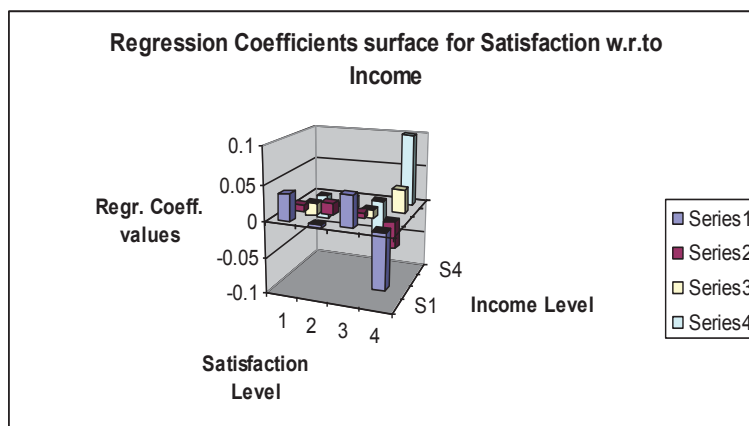 Regression Coefficients surface for Satisfaction w.r.to
Income
0.1
0.05
0
-0.05
-0.1
Regr. Coeff.
values
1
2
3
4
S1
S4
Income Level
Satisfaction
Level
Series1
Series2
Series3
Series4